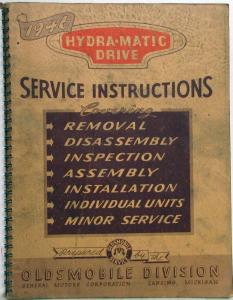 1946
HYDRA-MATIC
DRIVE
SERVICE INSTRUCTIONS
Covering
REMOVAL
DISASSEMBLY
INSPECTION
ASSEMBLY
INSTALLATION
INDIVIDUAL UNITS
MINOR SERVICE
Prepared by the
OLDSMOBILE DIVISION
GENERAL MOTORS CORPORATION LANSING, MICHIGAN